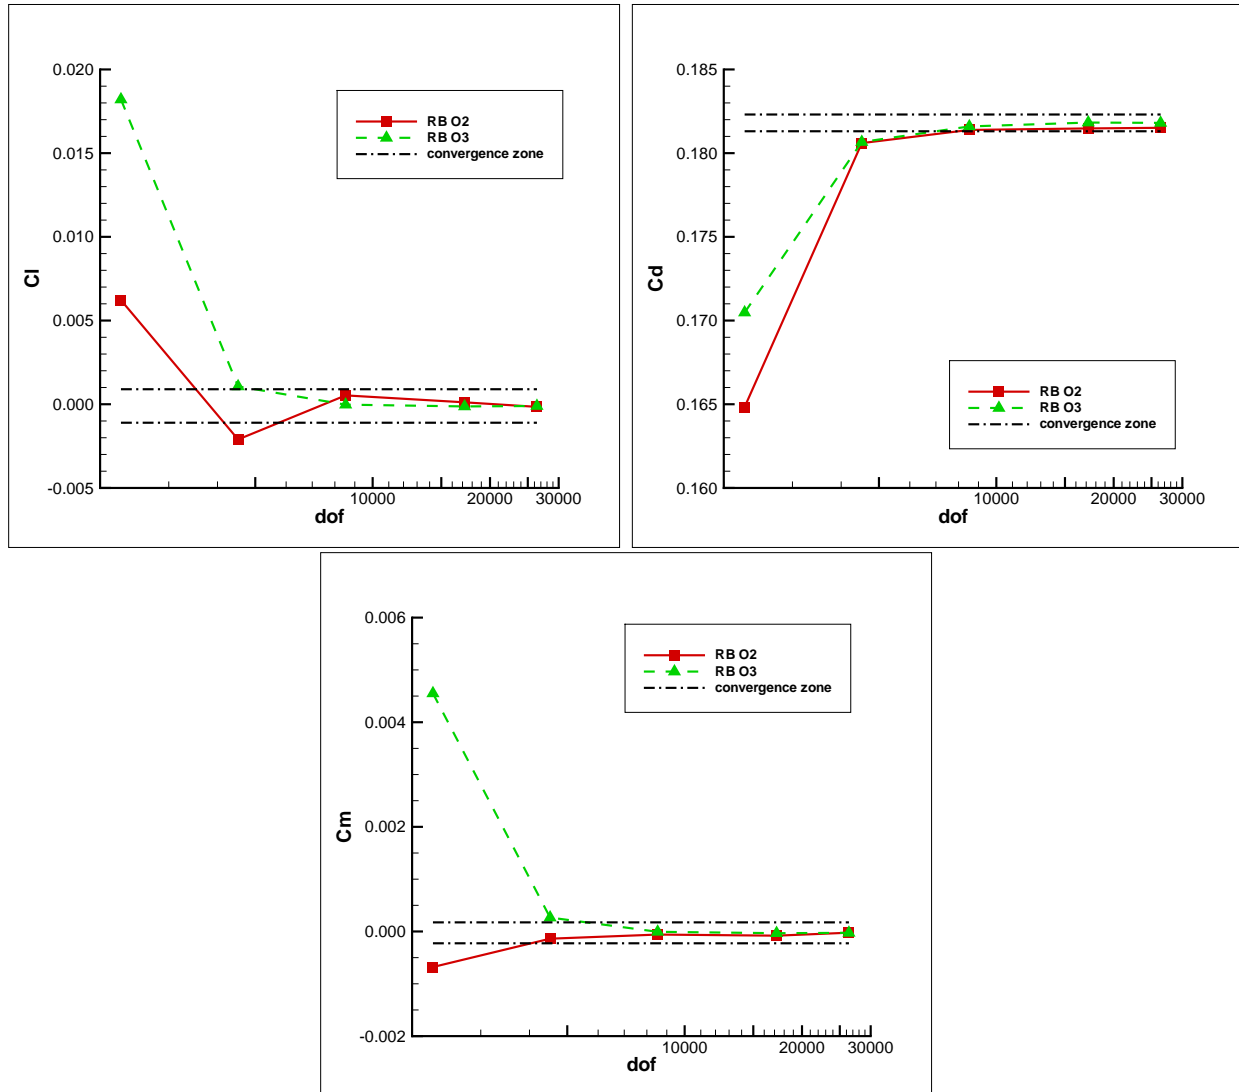 0.020
0.015
0.010
0.005
0.000
-0.005
Cl
10000 20000 30000
dof
RB O2
RB O3
convergence zone
0.185
0.180
0.175
0.170
0.165
0.160
Cd
10000 20000 30000
dof
RB O2
RB O3
convergence zone
0.006
0.004
0.002
0.000
-0.002
Cm
10000 20000 30000
dof
RB O2
RB O3
convergence zone